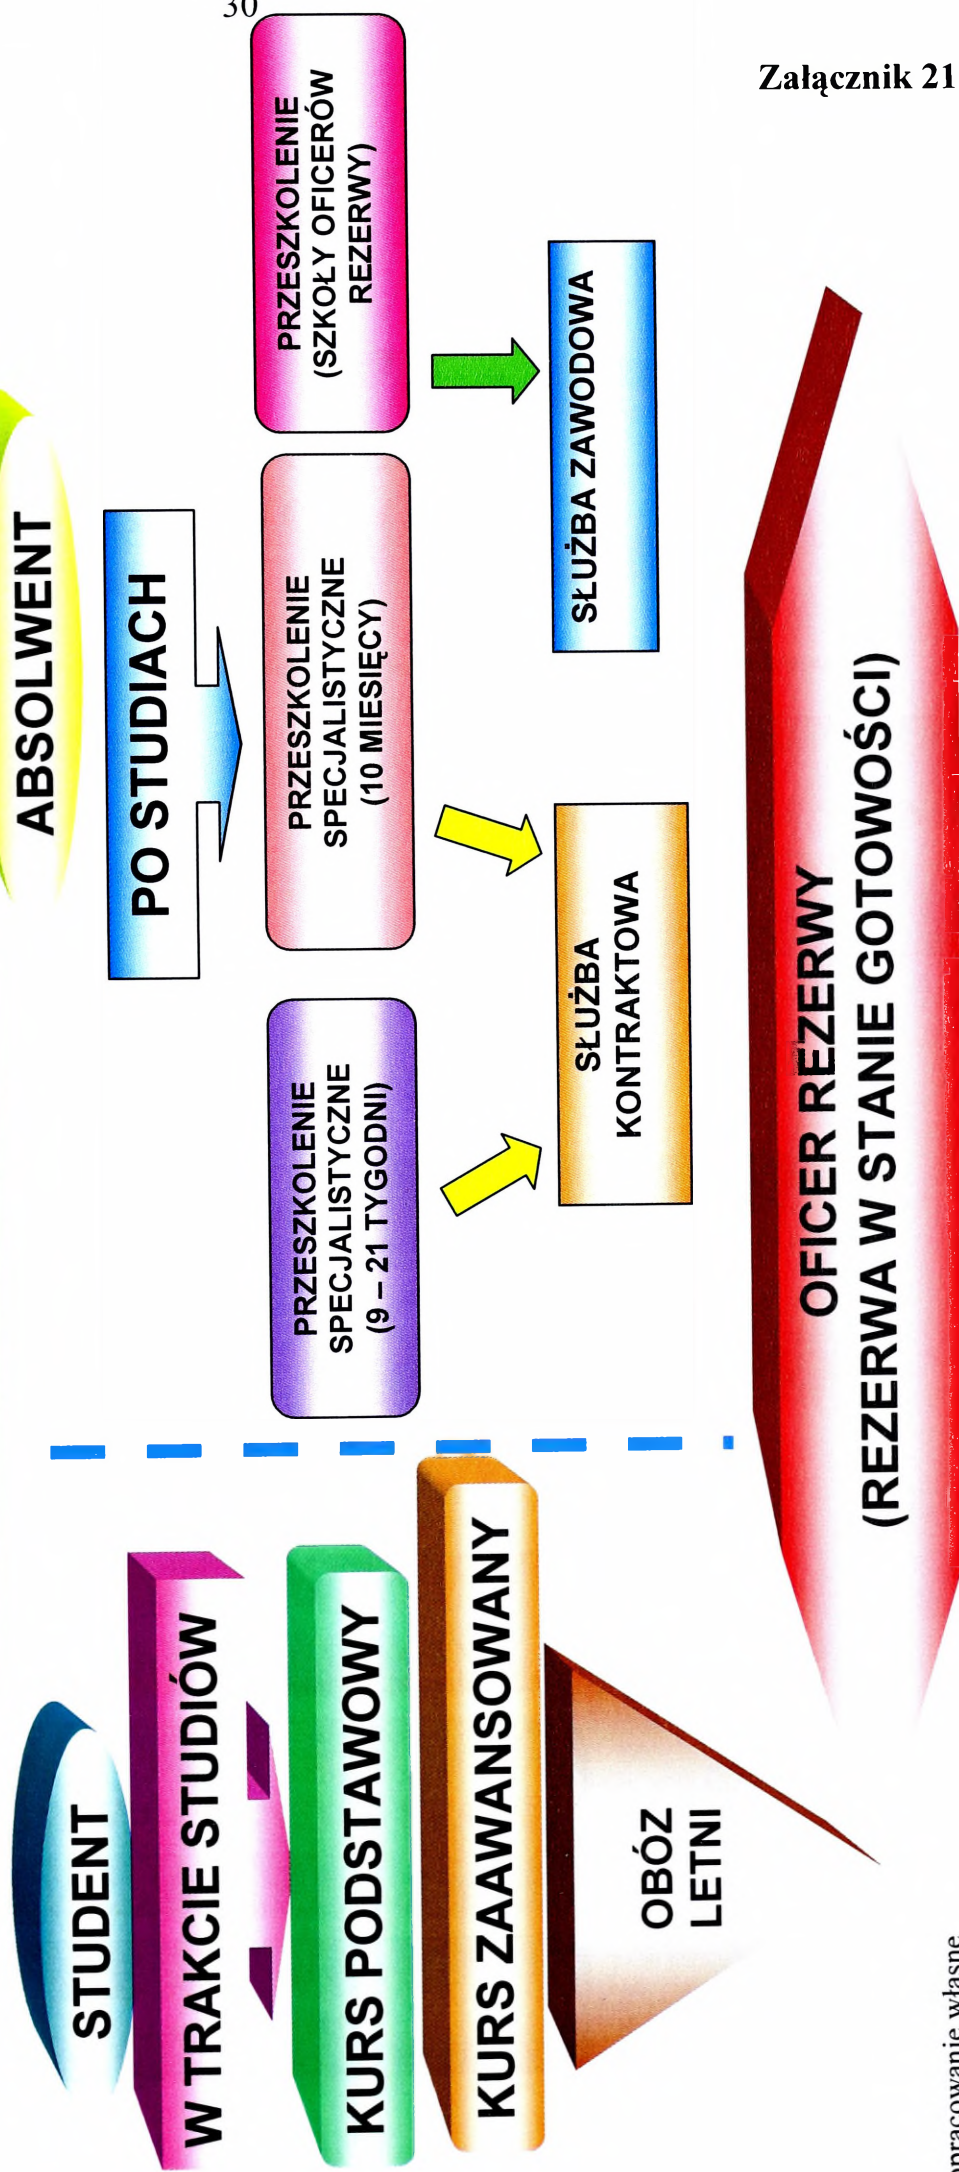 30
Załącznik 21
STUDENT
W TRAKCIE STUDIÓW
KURS PODSTAWOWY
KURS ZAAWANSOWANY
OBÓZ
LETNI
ABSOLWENT
PO STUDIACH
PRZESZKOLENIE
SPECJALISTYCZNE
(9 – 21 TYGODNI)
PRZESZKOLENIE
SPECJALISTYCZNE
(10 MIESIĘCY)
PRZESZKOLENIE
(SZKOŁY OFICERÓW
REZERWY)
SŁUŻBA
KONTRAKTOWA
SŁUŻBA ZAWODOWA
OFICER REZERWY
(REZERWA W STANIE GOTOWOŚCI)
opracowanie własne